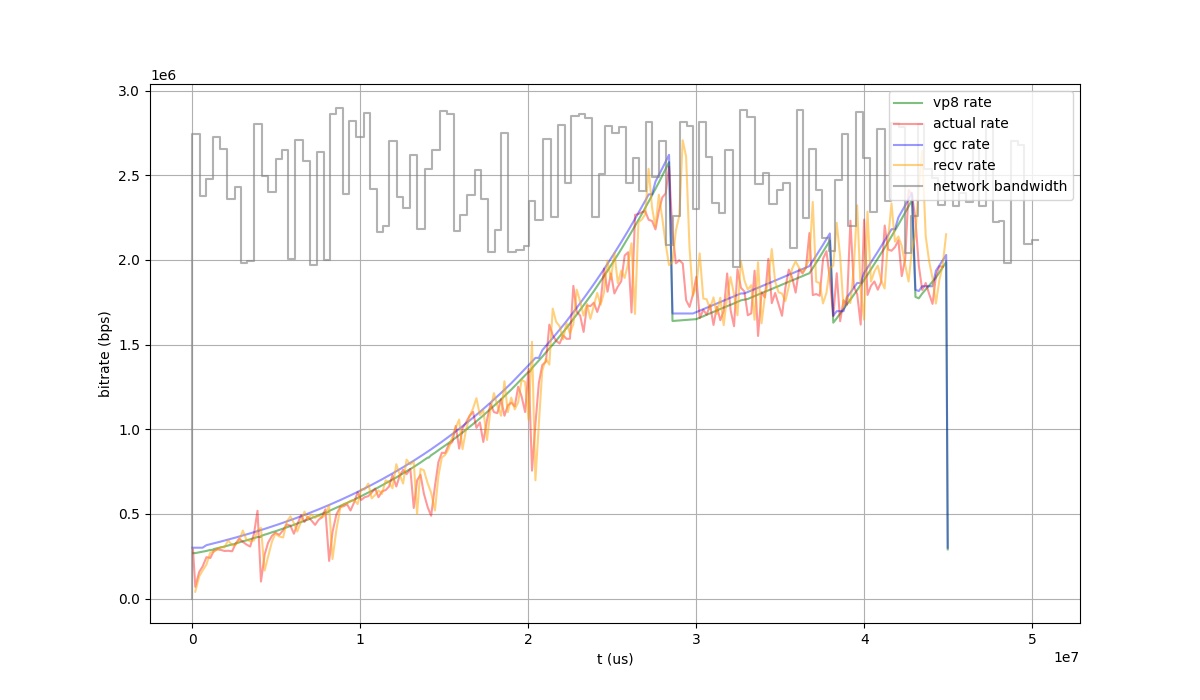 1e6
3.0
2.5
2.0
1.5
1.0
0.5
0.0
bitrate (bps)
vp8 rate
actual rate
gcc rate
recv rate
network bandwidth
0 1 2 3 4 5
t (us)
1e7